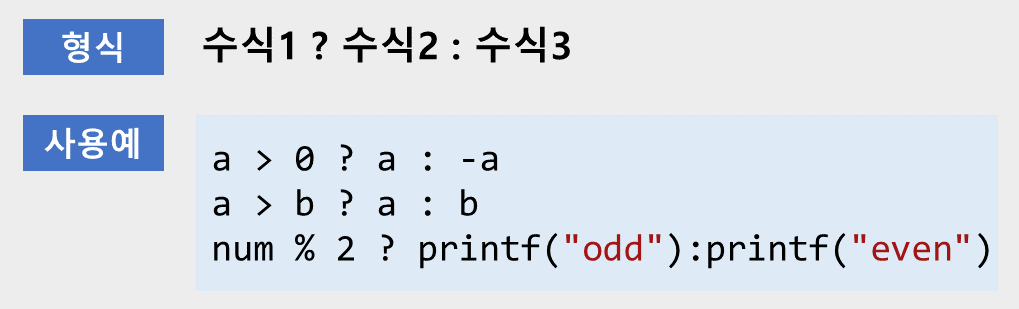 형식 수식1 ? 수식2 : 수식3
사용예
a > 0 ? a : -a
a > b ? a : b
num % 2 ? printf("odd"):printf("even")